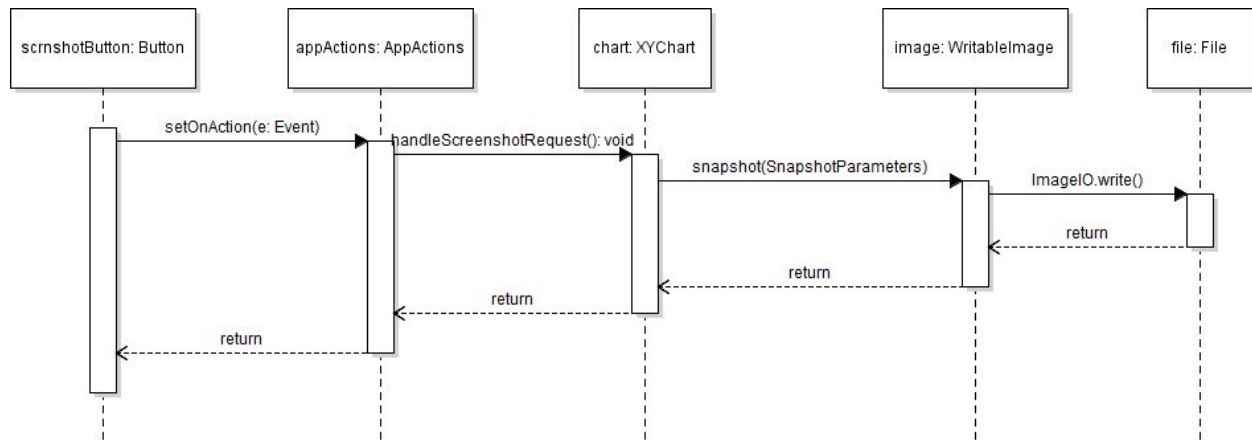 scrnshotButton: Button
appActions: AppActions
chart: XYChart
image: WritableImage
file: File
setOnAction(e: Event)
handleScreenshotRequest(): void
snapshot(SnapshotParameters)
ImageIO.write()
return
return
return
return